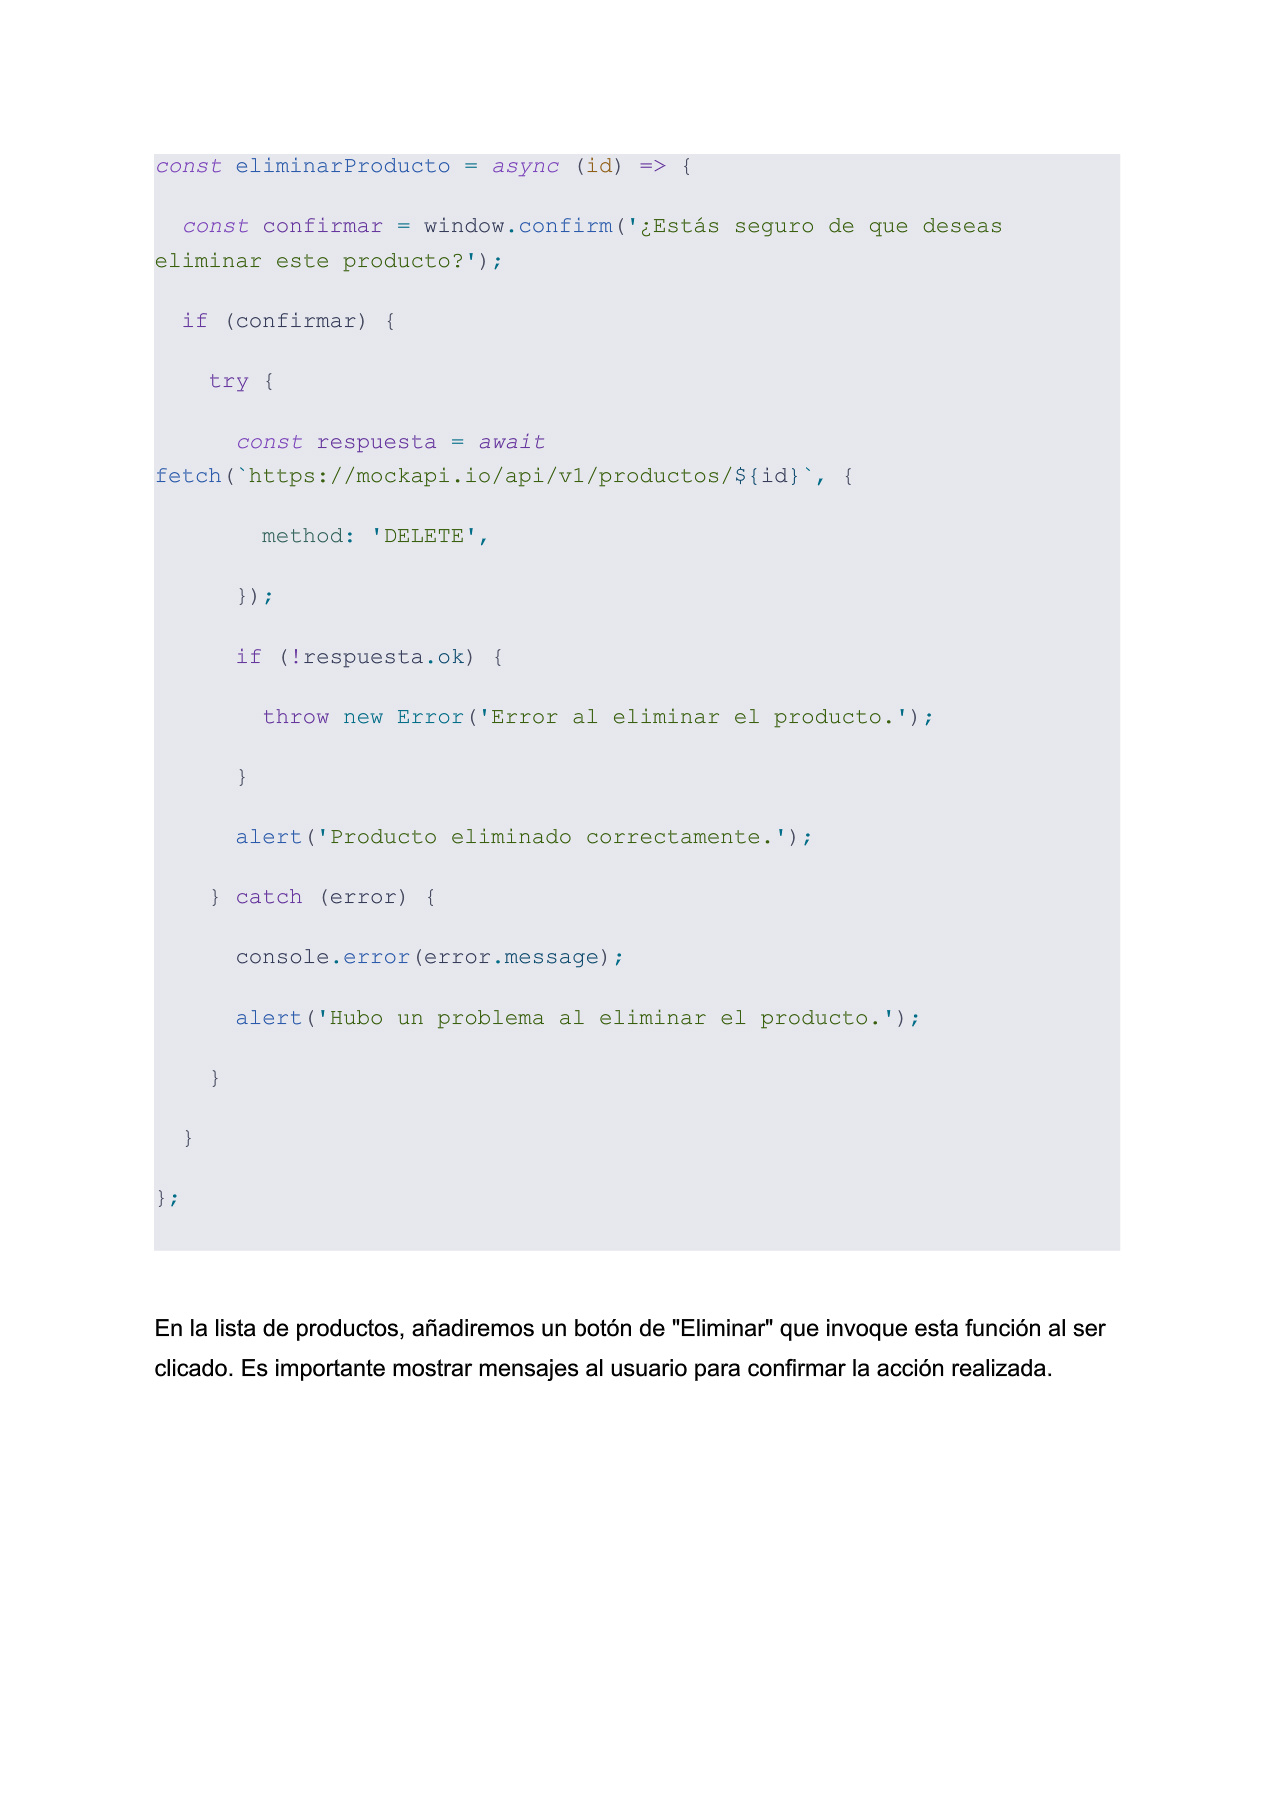 const eliminarProducto = async (id) => {
  const confirmar = window.confirm('¿Estás seguro de que deseas
eliminar este producto?');
  if (confirmar) {
    try {
      const respuesta = await
fetch(`https://mockapi.io/api/v1/productos/${id}`, {
        method: 'DELETE',
      });
      if (!respuesta.ok) {
        throw new Error('Error al eliminar el producto.');
      }
      alert('Producto eliminado correctamente.');
    } catch (error) {
      console.error(error.message);
      alert('Hubo un problema al eliminar el producto.');
    }
  }
};
En la lista de productos, añadiremos un botón de "Eliminar" que invoque esta función al ser
clicado. Es importante mostrar mensajes al usuario para confirmar la acción realizada.